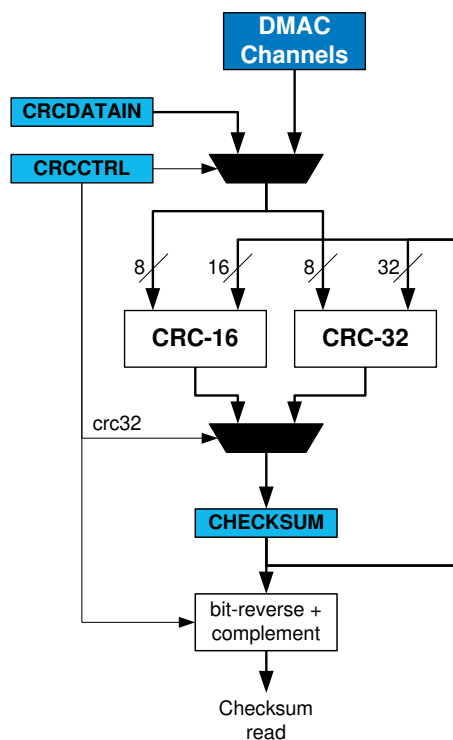 DMAC
Channels
CRCDATAIN
CRCCTRL
8
16
8
32
CRC-16
CRC-32
crc32
CHECKSUM
bit-reverse +
complement
Checksum
read